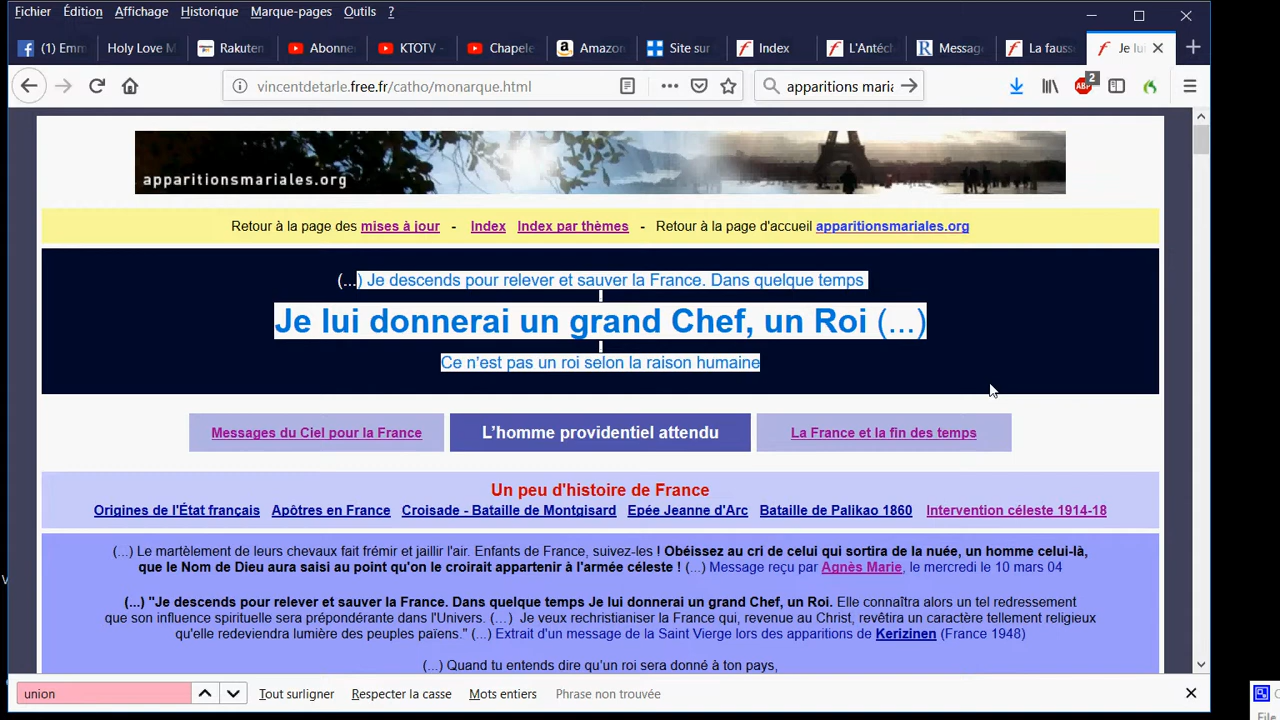 Fichier Édition Affichage Historique Marque-pages Outils ?
(1) Emm Holy Love M Rakuten Abonne KTOTV - Chapele Amazon Site sur Index L'Antéch Message La fauss Je lui
vincentdetarle.free.fr/catho/monarque.html apparitions maria
ABP 2
apparitionsmariales.org
Retour à la page des mises à jour - Index Index par thèmes - Retour à la page d'accueil apparitionsmariales.org
(...) Je descends pour relever et sauver la France. Dans quelque temps
Je lui donnerai un grand Chef, un Roi (...)
Ce n'est pas un roi selon la raison humaine
Messages du Ciel pour la France L'homme providentiel attendu La France et la fin des temps
Un peu d'histoire de France
Origines de l'État français Apôtres en France Croisade - Bataille de Montgisard Epée Jeanne d'Arc Bataille de Palikao 1860 Intervention céleste 1914-18
(...) Le martèlement de leurs chevaux fait frémir et jaillir l'air. Enfants de France, suivez-les ! Obéissez au cri de celui qui sortira de la nuée, un homme celui-là,
que le Nom de Dieu aura saisi au point qu'on le croirait appartenir à l'armée céleste ! (...) Message reçu par Agnès Marie, le mercredi le 10 mars 04
(...) "Je descends pour relever et sauver la France. Dans quelque temps Je lui donnerai un grand Chef, un Roi. Elle connaîtra alors un tel redressement
que son influence spirituelle sera prépondérante dans l'Univers. (...) Je veux rechristianiser la France qui, revenue au Christ, revêtira un caractère tellement religieux
qu'elle redeviendra lumière des peuples païens." (...) Extrait d'un message de la Saint Vierge lors des apparitions de Kerizinen (France 1948)
(...) Quand tu entends dire qu'un roi sera donné à ton pays,
union Tout surligner Respecter la casse Mots entiers Phrase non trouvée
File